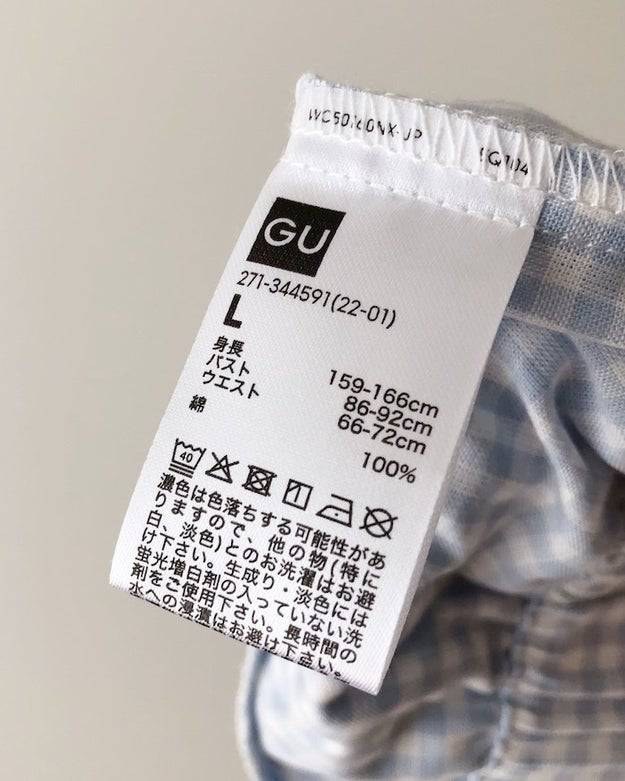 WC50160NX-JP
GU
271-344591(22-01)
L
身長 159-166cm
バスト 86-92cm
ウエスト 66-72cm
綿 100%
40
濃色は色落ちする可能性があ
りますので、他の物(特に
白、淡色)とのお洗濯はお避
け下さい。生成り・淡色には
蛍光増白剤の入っていない洗
剤をご使用下さい。長時間の
水への浸漬はお避け下さい。